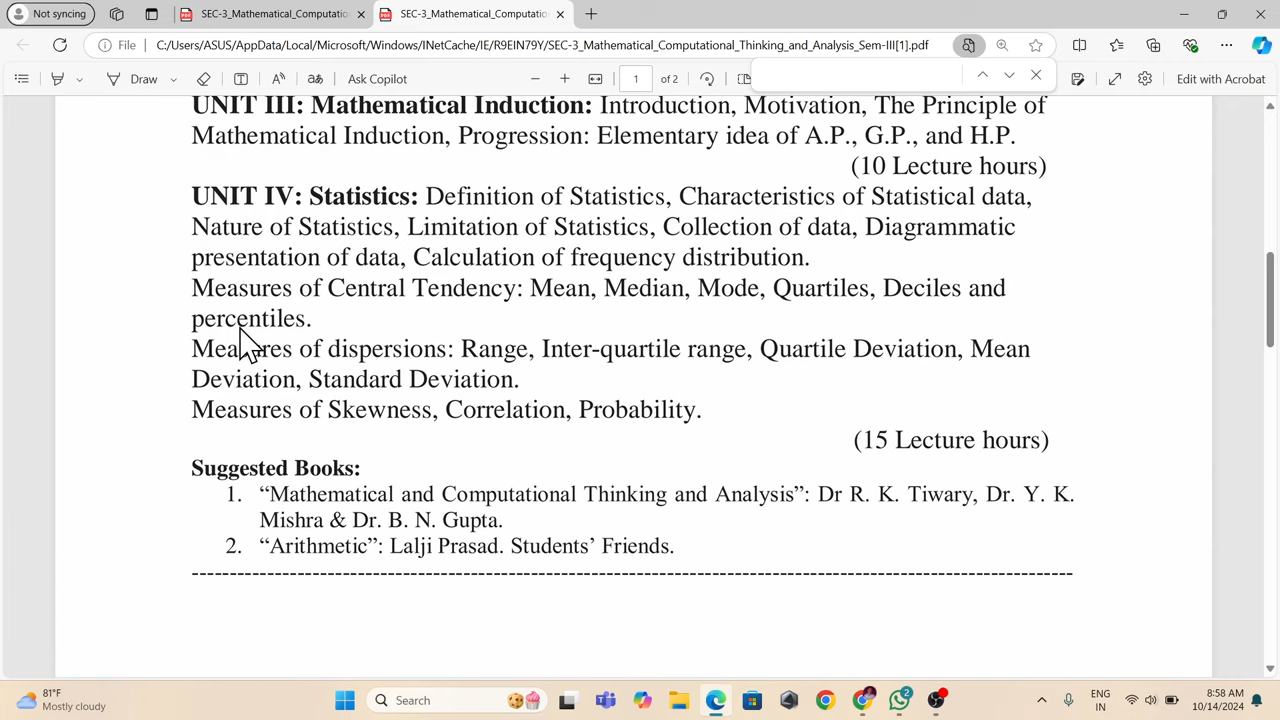 Not syncing
SEC-3_Mathematical_Computatio
SEC-3_Mathematical_Computatio
File
C:/Users/ASUS/AppData/Local/Microsoft/Windows/INetCache/IE/R9EIN79Y/SEC-3_Mathematical_Computational_Thinking_and_Analysis_Sem-III[1].pdf
Draw
Ask Copilot
1 of 2
Edit with Acrobat
UNIT III: Mathematical Induction: Introduction, Motivation, The Principle of
Mathematical Induction, Progression: Elementary idea of A.P., G.P., and H.P.
(10 Lecture hours)
UNIT IV: Statistics: Definition of Statistics, Characteristics of Statistical data,
Nature of Statistics, Limitation of Statistics, Collection of data, Diagrammatic
presentation of data, Calculation of frequency distribution.
Measures of Central Tendency: Mean, Median, Mode, Quartiles, Deciles and
percentiles.
Measures of dispersions: Range, Inter-quartile range, Quartile Deviation, Mean
Deviation, Standard Deviation.
Measures of Skewness, Correlation, Probability.
(15 Lecture hours)
Suggested Books:
1. “Mathematical and Computational Thinking and Analysis”: Dr R. K. Tiwary, Dr. Y. K.
Mishra & Dr. B. N. Gupta.
2. “Arithmetic”: Lalji Prasad. Students’ Friends.
81°F
Mostly cloudy
Search
2
ENG
IN
8:58 AM
10/14/2024